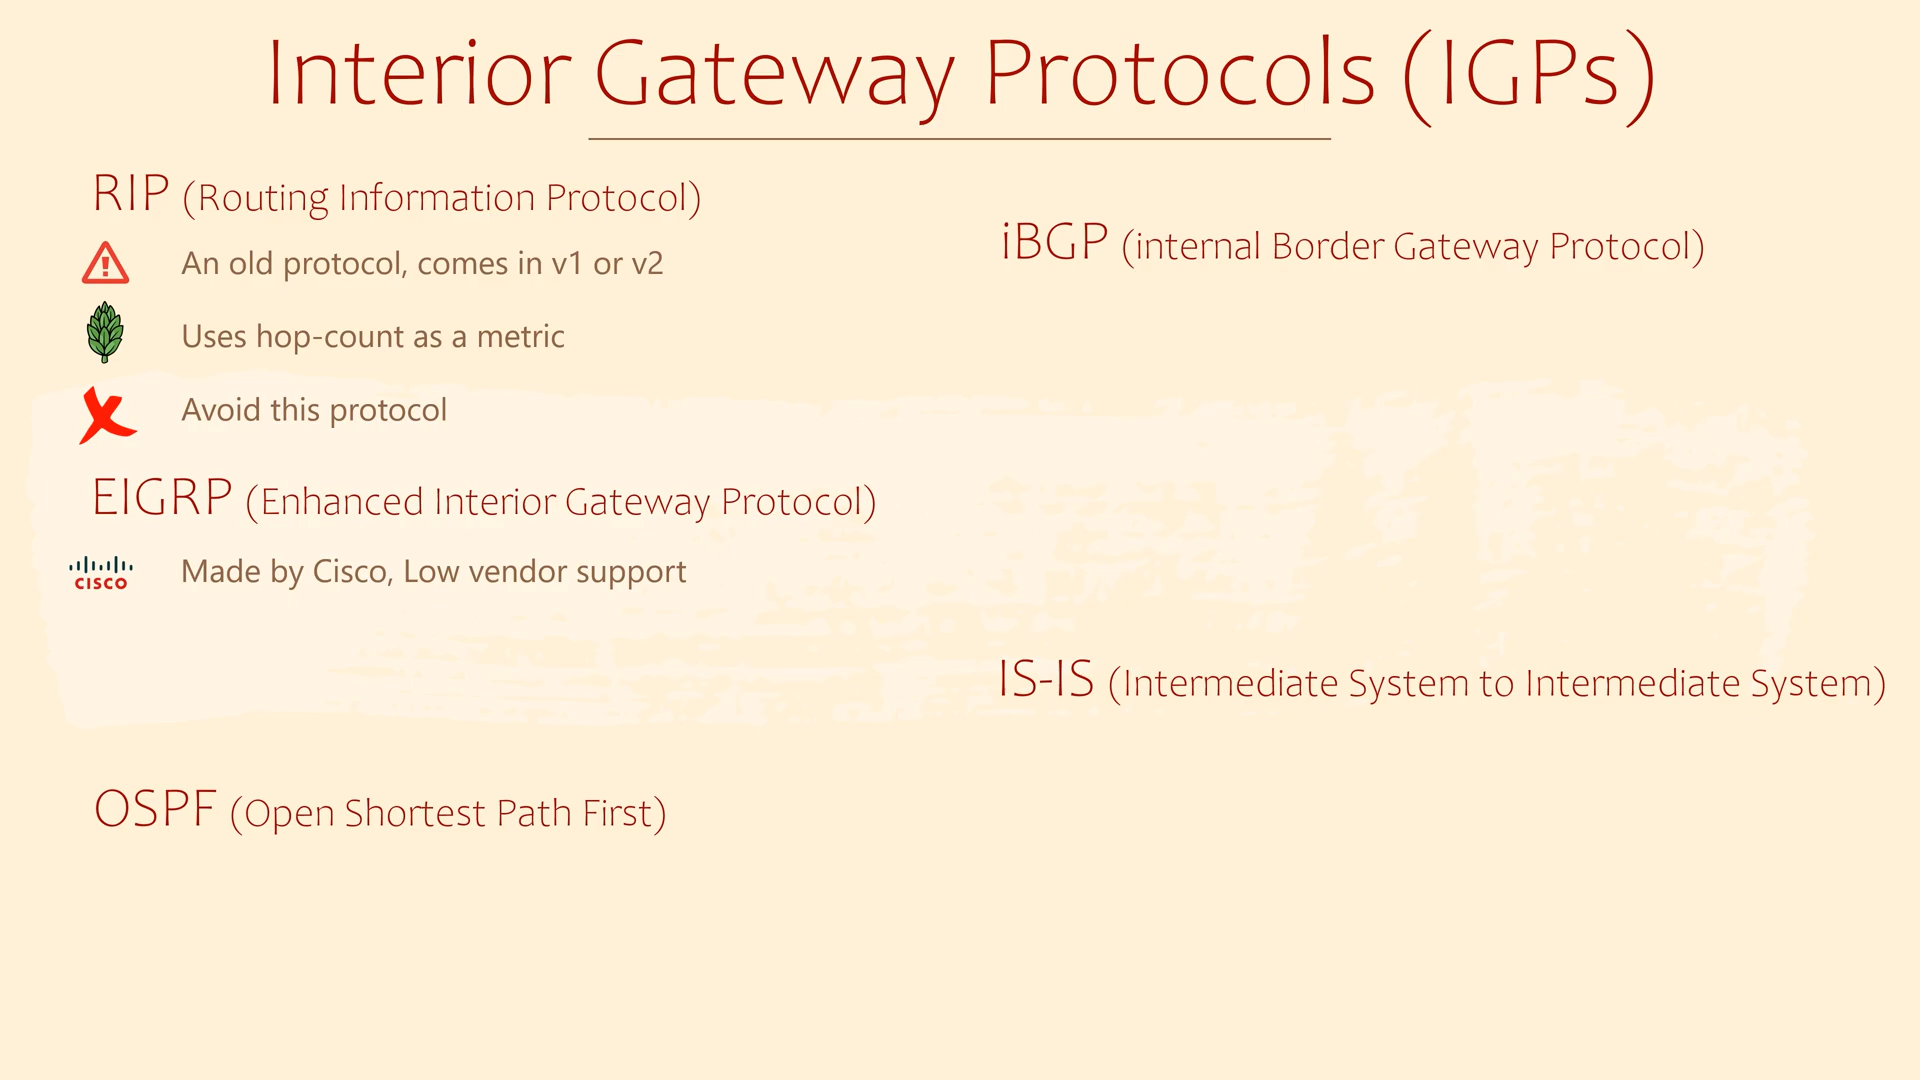 Interior Gateway Protocols (IGPs)
RIP (Routing Information Protocol)
An old protocol, comes in v1 or v2
Uses hop-count as a metric
Avoid this protocol
EIGRP (Enhanced Interior Gateway Protocol)
CISCO
Made by Cisco, Low vendor support
OSPF (Open Shortest Path First)
iBGP (internal Border Gateway Protocol)
IS-IS (Intermediate System to Intermediate System)